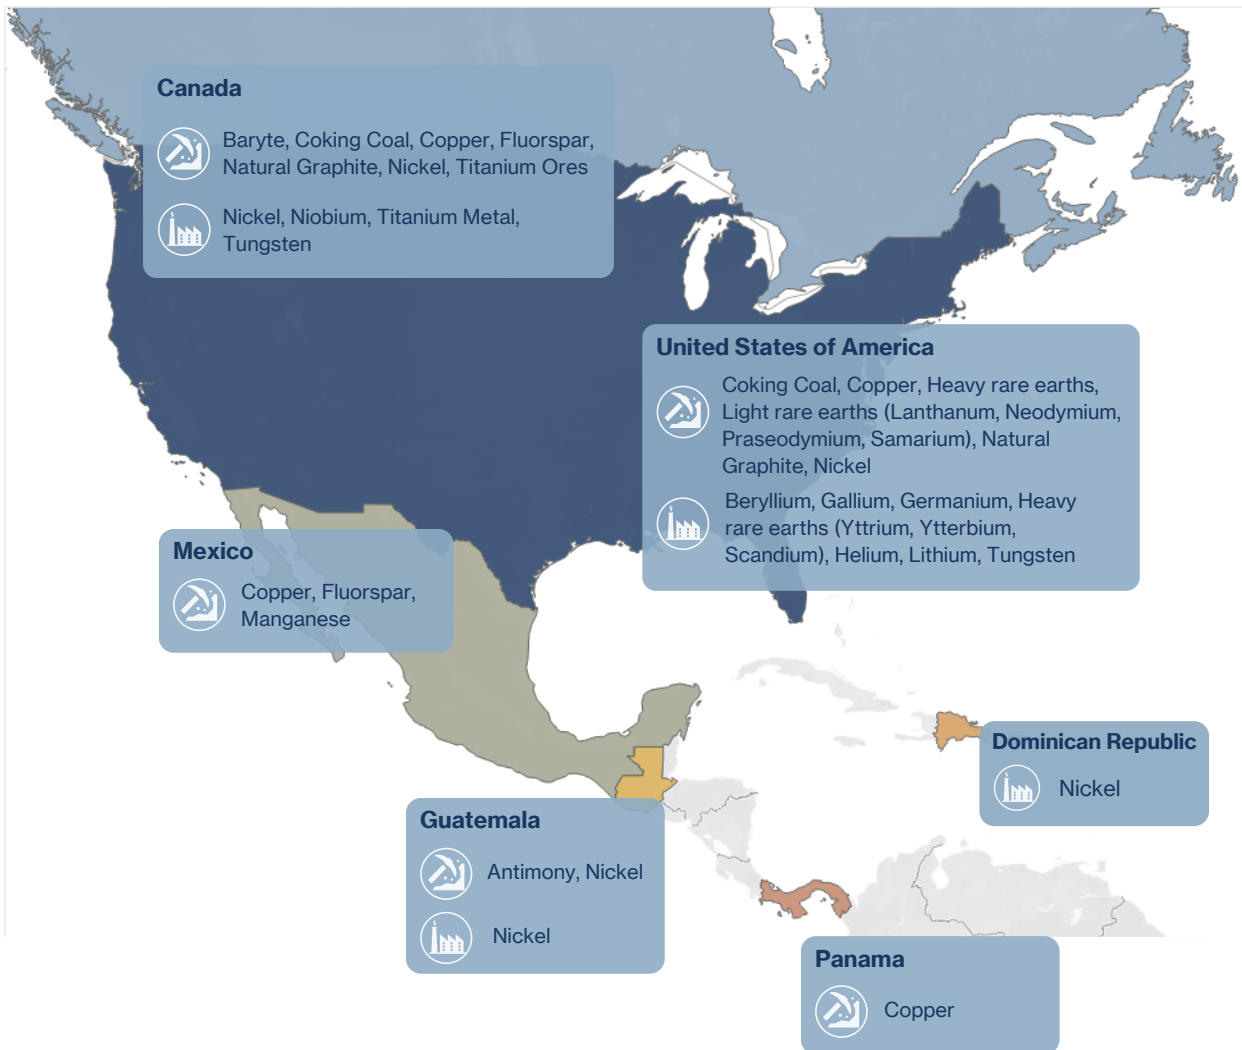 Canada
Baryte, Coking Coal, Copper, Fluorspar,
Natural Graphite, Nickel, Titanium Ores
Nickel, Niobium, Titanium Metal,
Tungsten
United States of America
Coking Coal, Copper, Heavy rare earths,
Light rare earths (Lanthanum, Neodymium,
Praseodymium, Samarium), Natural
Graphite, Nickel
Beryllium, Gallium, Germanium, Heavy
rare earths (Yttrium, Ytterbium,
Scandium), Helium, Lithium, Tungsten
Mexico
Copper, Fluorspar,
Manganese
Dominican Republic
Nickel
Guatemala
Antimony, Nickel
Nickel
Panama
Copper